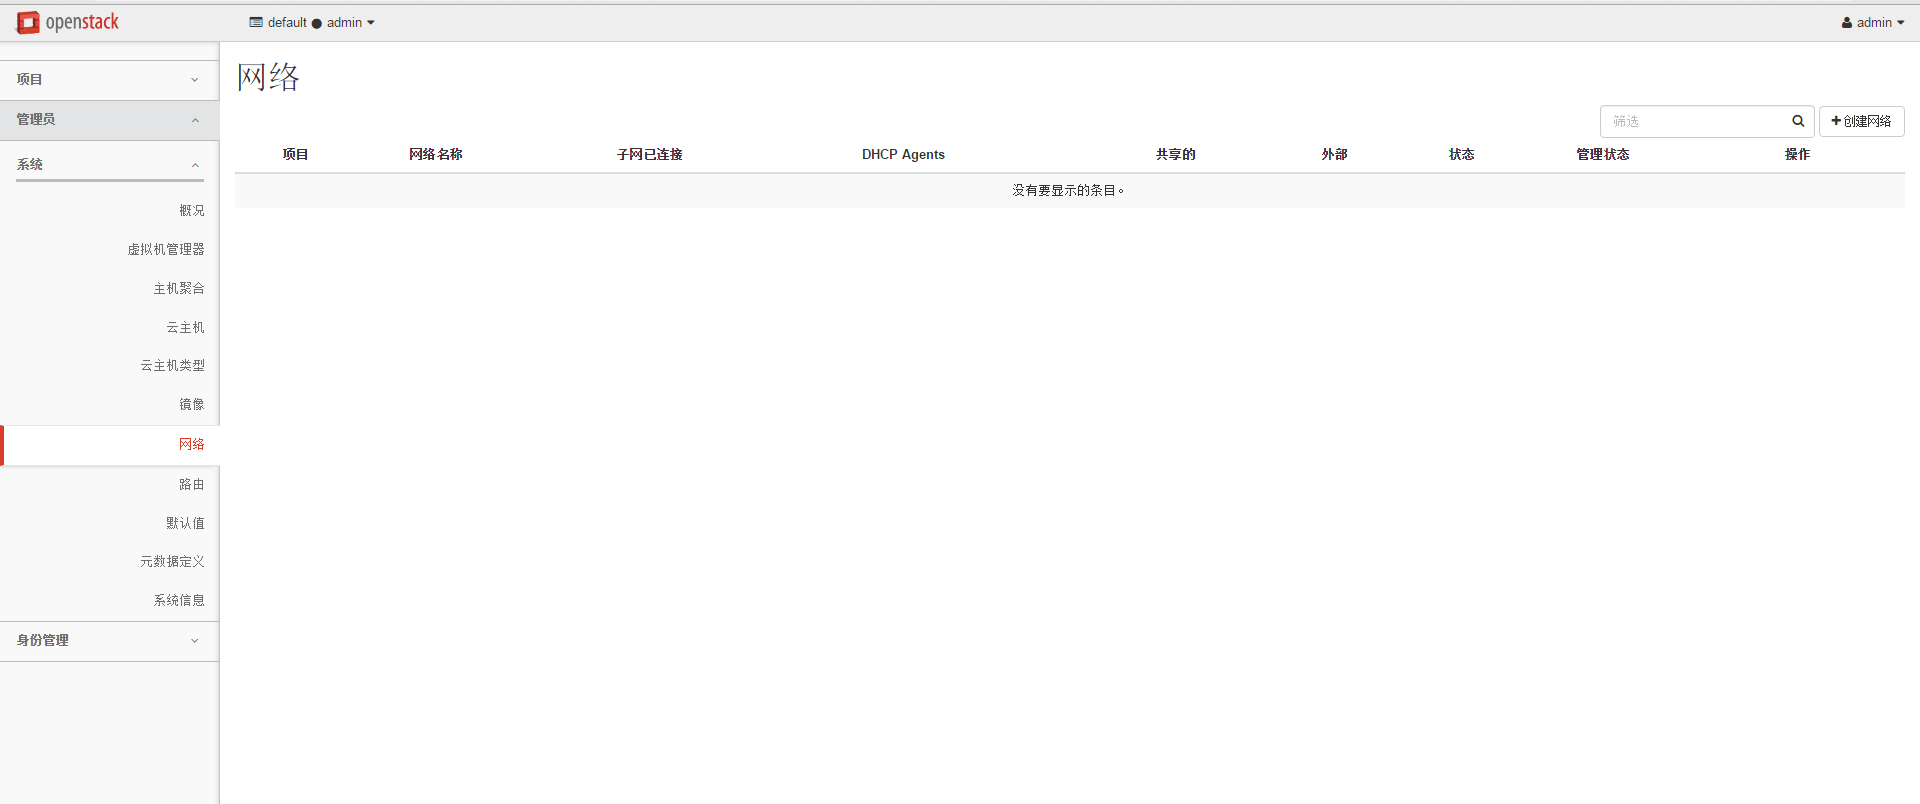 openstack
default ● admin
admin
项目
管理员
系统
概况
虚拟机管理器
主机聚合
云主机
云主机类型
镜像
网络
路由
默认值
元数据定义
系统信息
身份管理
网络
筛选
创建网络
项目 网络名称 子网已连接 DHCP Agents 共享的 外部 状态 管理状态 操作
没有要显示的条目。